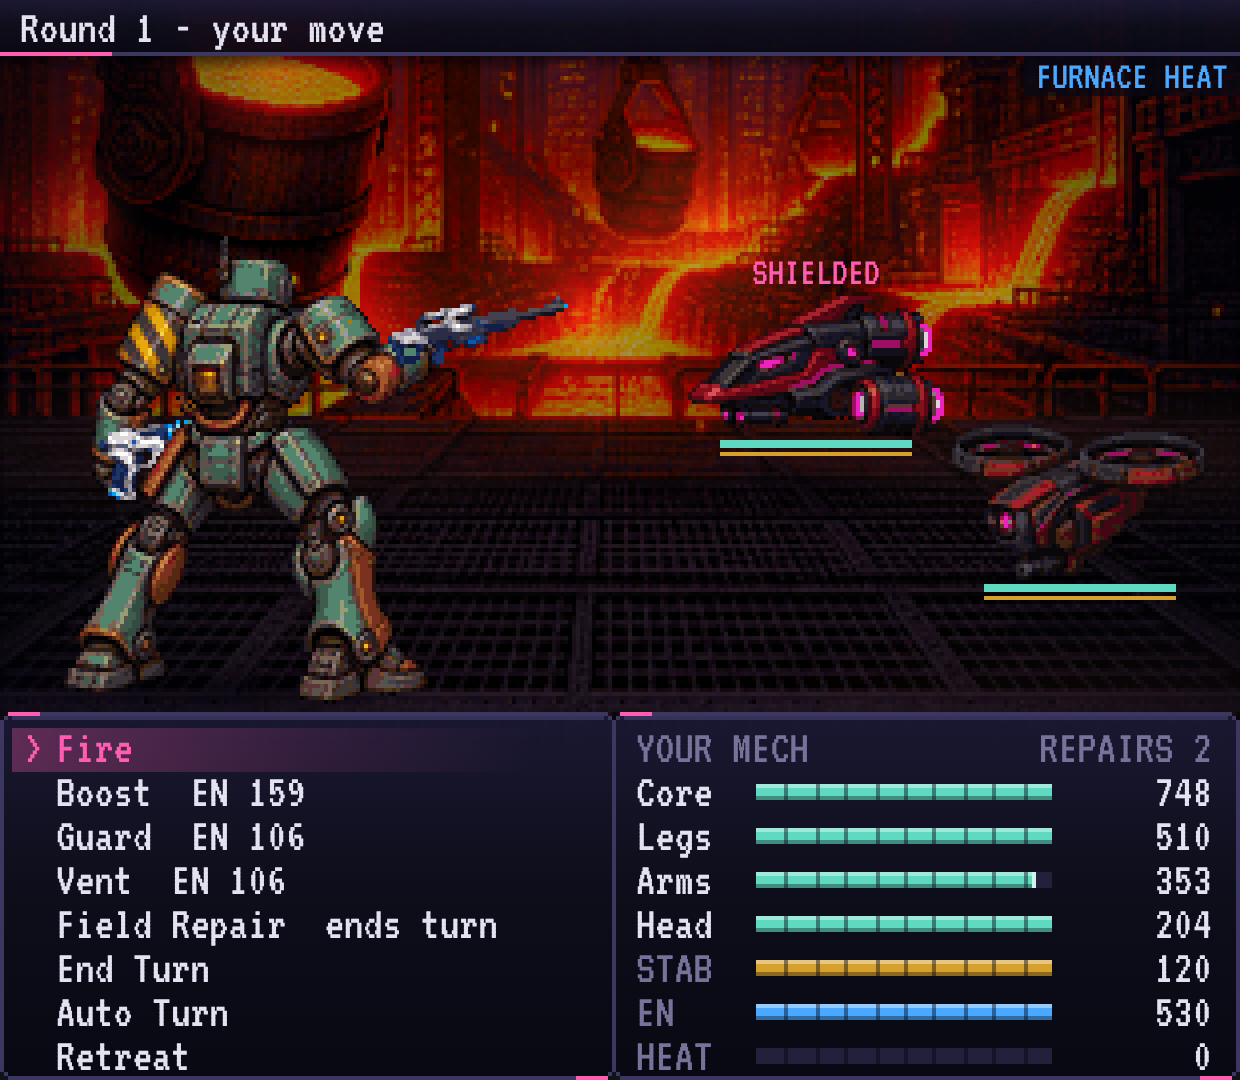 Round 1 - your move
FURNACE HEAT
SHIELDED
> Fire
Boost EN 159
Guard EN 106
Vent EN 106
Field Repair ends turn
End Turn
Auto Turn
Retreat
YOUR MECH REPAIRS 2
Core 748
Legs 510
Arms 353
Head 204
STAB 120
EN 530
HEAT 0